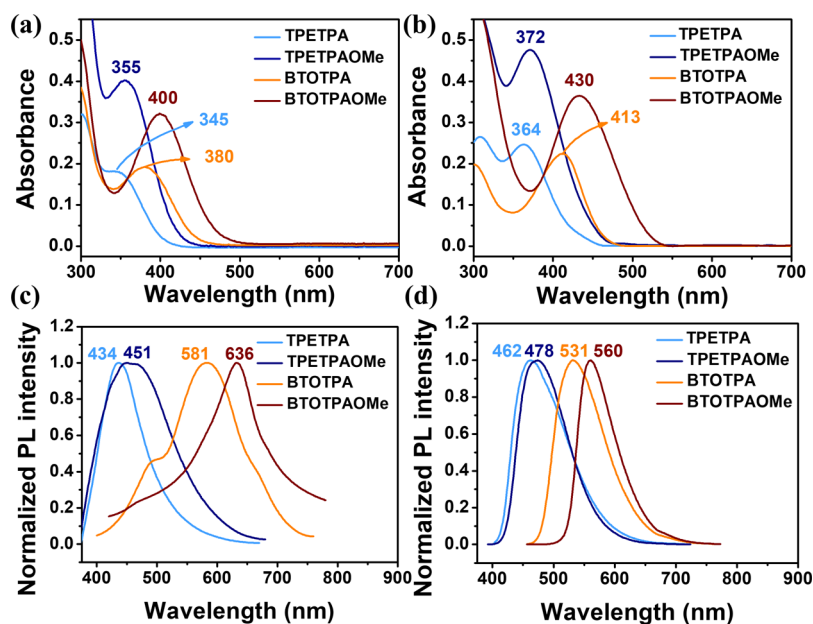 (a)
TPETPA
TPETPAOMe
BTOTPA
BTOTPAOMe
355
400
345
380
Absorbance
0.5
0.4
0.3
0.2
0.1
0.0
300 400 500 600 700
Wavelength (nm)
(b)
TPETPA
TPETPAOMe
BTOTPA
BTOTPAOMe
372
430
413
364
Absorbance
0.5
0.4
0.3
0.2
0.1
0.0
300 400 500 600 700
Wavelength (nm)
(c)
TPETPA
TPETPAOMe
BTOTPA
BTOTPAOMe
434 451 581 636
Normalized PL intensity
1.2
1.0
0.8
0.6
0.4
0.2
0.0
400 500 600 700 800 900
Wavelength (nm)
(d)
TPETPA
TPETPAOMe
BTOTPA
BTOTPAOMe
462 478 531 560
Normalized PL intensity
1.2
1.0
0.8
0.6
0.4
0.2
0.0
400 500 600 700 800 900
Wavelength (nm)